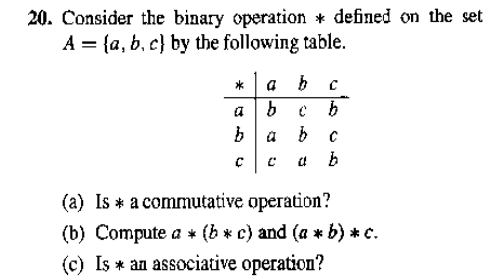 20. Consider the binary operation * defined on the set
A = {a, b, c} by the following table.
* a b c
a b c b
b a b c
c c a b
(a) Is * a commutative operation?
(b) Compute a * (b * c) and (a * b) * c.
(c) Is * an associative operation?